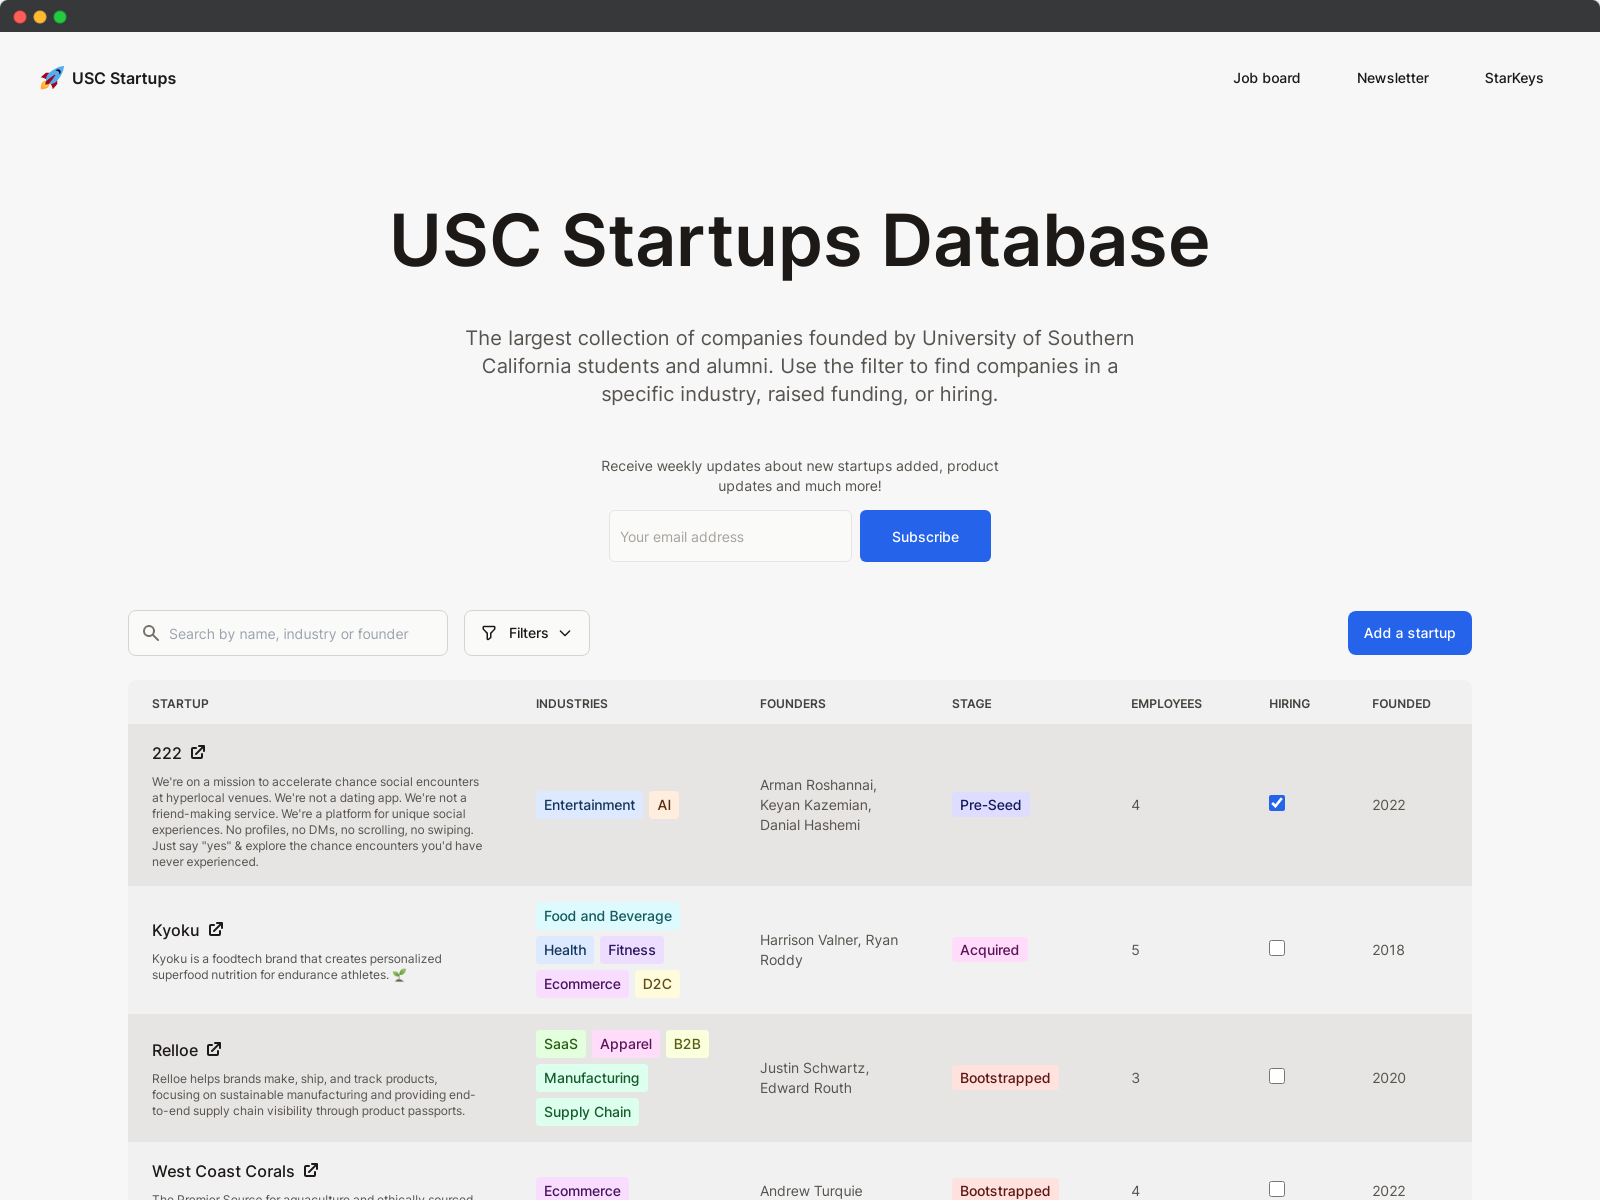 USC Startups
Job board
Newsletter
StarKeys
USC Startups Database
The largest collection of companies founded by University of Southern
California students and alumni. Use the filter to find companies in a
specific industry, raised funding, or hiring.
Receive weekly updates about new startups added, product
updates and much more!
Your email address
Subscribe
Search by name, industry or founder
Filters
Add a startup
STARTUP
INDUSTRIES
FOUNDERS
STAGE
EMPLOYEES
HIRING
FOUNDED
222
We're on a mission to accelerate chance social encounters
at hyperlocal venues. We're not a dating app. We're not a
friend-making service. We're a platform for unique social
experiences. No profiles, no DMs, no scrolling, no swiping.
Just say "yes" & explore the chance encounters you'd have
never experienced.
Entertainment
AI
Arman Roshannai,
Keyan Kazemian,
Danial Hashemi
Pre-Seed
4
2022
Kyoku
Kyoku is a foodtech brand that creates personalized
superfood nutrition for endurance athletes. 🌱
Food and Beverage
Health
Fitness
Ecommerce
D2C
Harrison Valner, Ryan
Roddy
Acquired
5
2018
Relloe
Relloe helps brands make, ship, and track products,
focusing on sustainable manufacturing and providing end-
to-end supply chain visibility through product passports.
SaaS
Apparel
B2B
Manufacturing
Supply Chain
Justin Schwartz,
Edward Routh
Bootstrapped
3
2020
West Coast Corals
The Premier Source for aquaculture and ethically sourced
Ecommerce
Andrew Turquie
Bootstrapped
4
2022